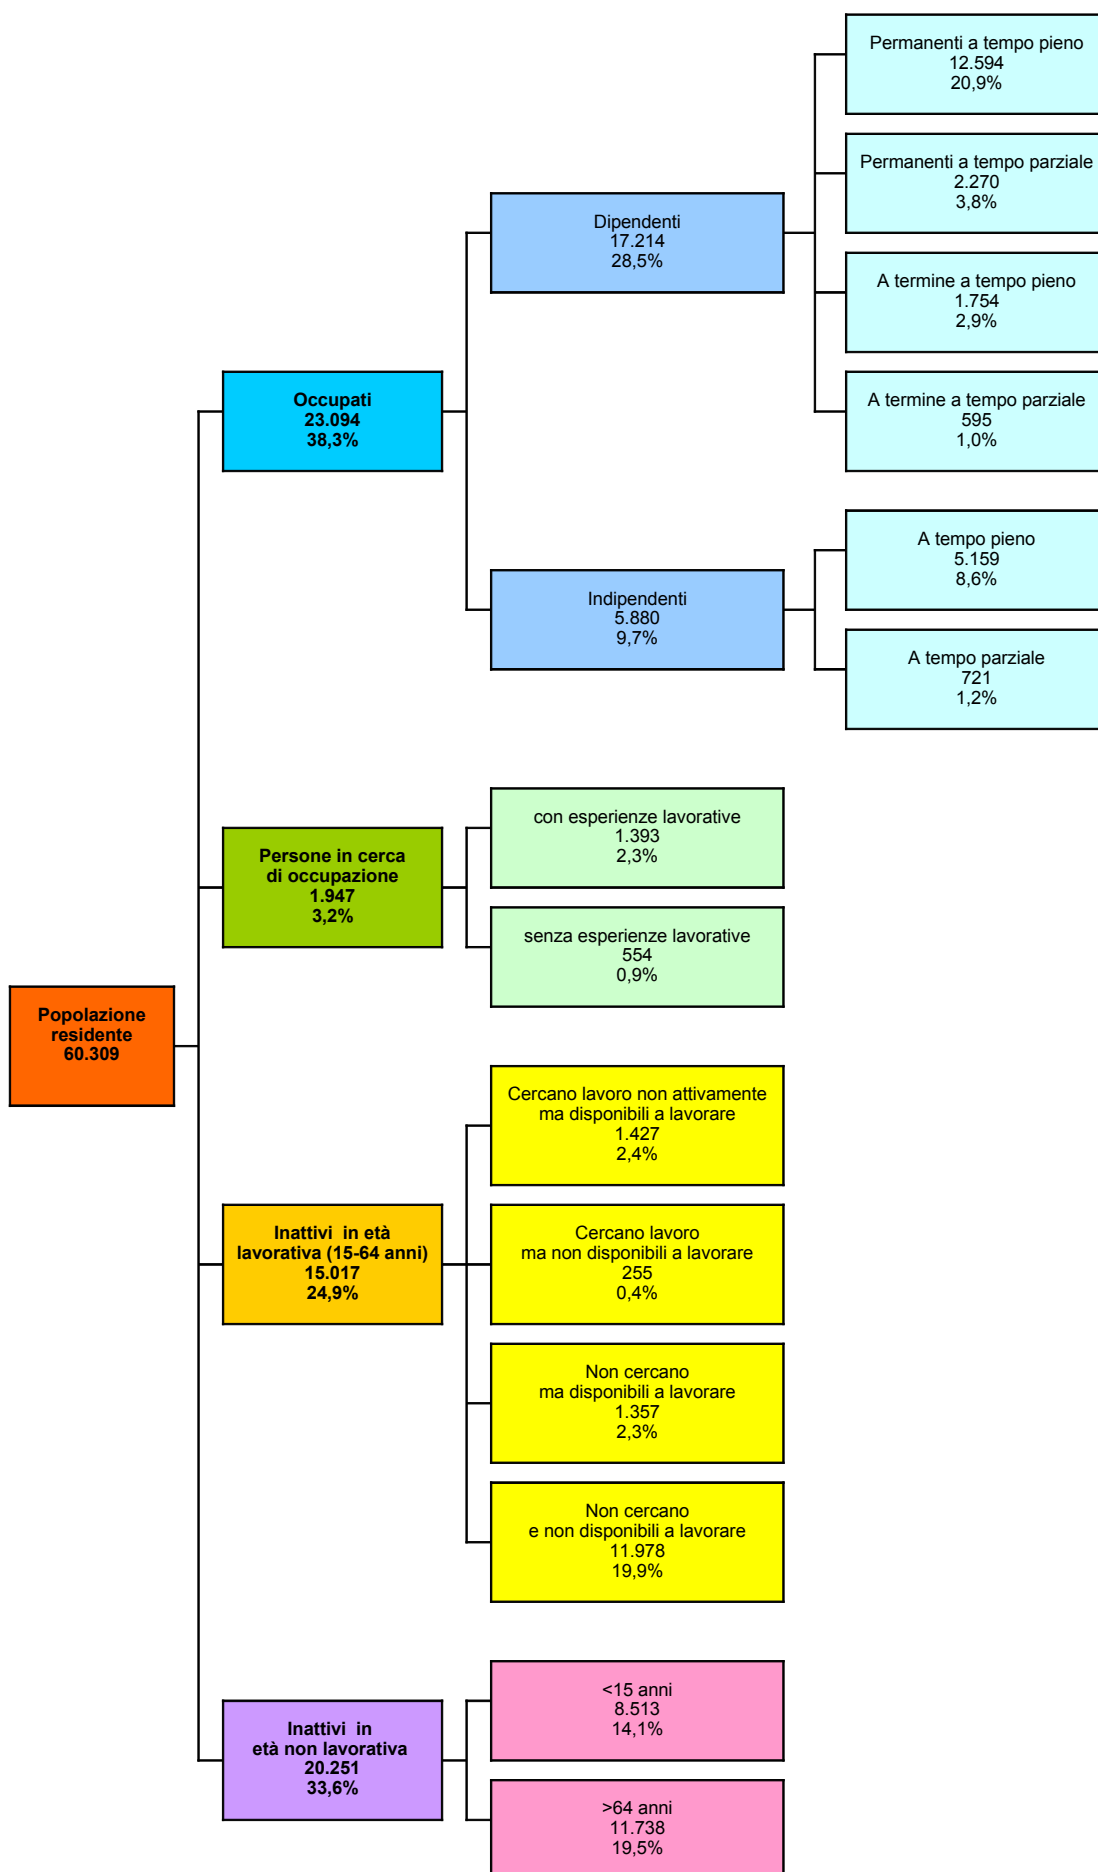 Popolazione
residente
60.309
Occupati
23.094
38,3%
Dipendenti
17.214
28,5%
Permanenti a tempo pieno
12.594
20,9%
Permanenti a tempo parziale
2.270
3,8%
A termine a tempo pieno
1.754
2,9%
A termine a tempo parziale
595
1,0%
Indipendenti
5.880
9,7%
A tempo pieno
5.159
8,6%
A tempo parziale
721
1,2%
Persone in cerca
di occupazione
1.947
3,2%
con esperienze lavorative
1.393
2,3%
senza esperienze lavorative
554
0,9%
Inattivi in età
lavorativa (15-64 anni)
15.017
24,9%
Cercano lavoro non attivamente
ma disponibili a lavorare
1.427
2,4%
Cercano lavoro
ma non disponibili a lavorare
255
0,4%
Non cercano
ma disponibili a lavorare
1.357
2,3%
Non cercano
e non disponibili a lavorare
11.978
19,9%
Inattivi in
età non lavorativa
20.251
33,6%
<15 anni
8.513
14,1%
>64 anni
11.738
19,5%